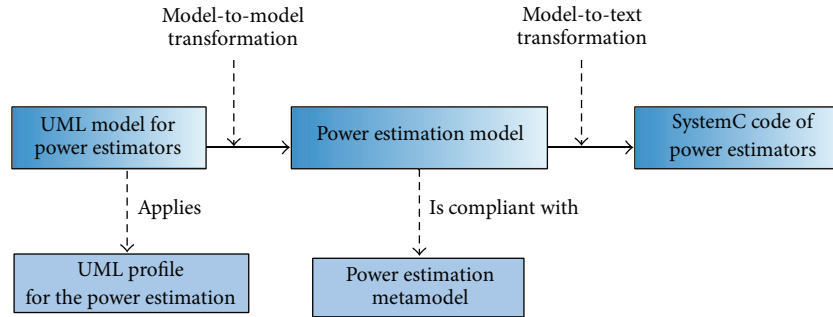 Model-to-model
transformation
Model-to-text
transformation
UML model for
power estimators
Power estimation model
SystemC code of
power estimators
Applies
Is compliant with
UML profile
for the power estimation
Power estimation
metamodel